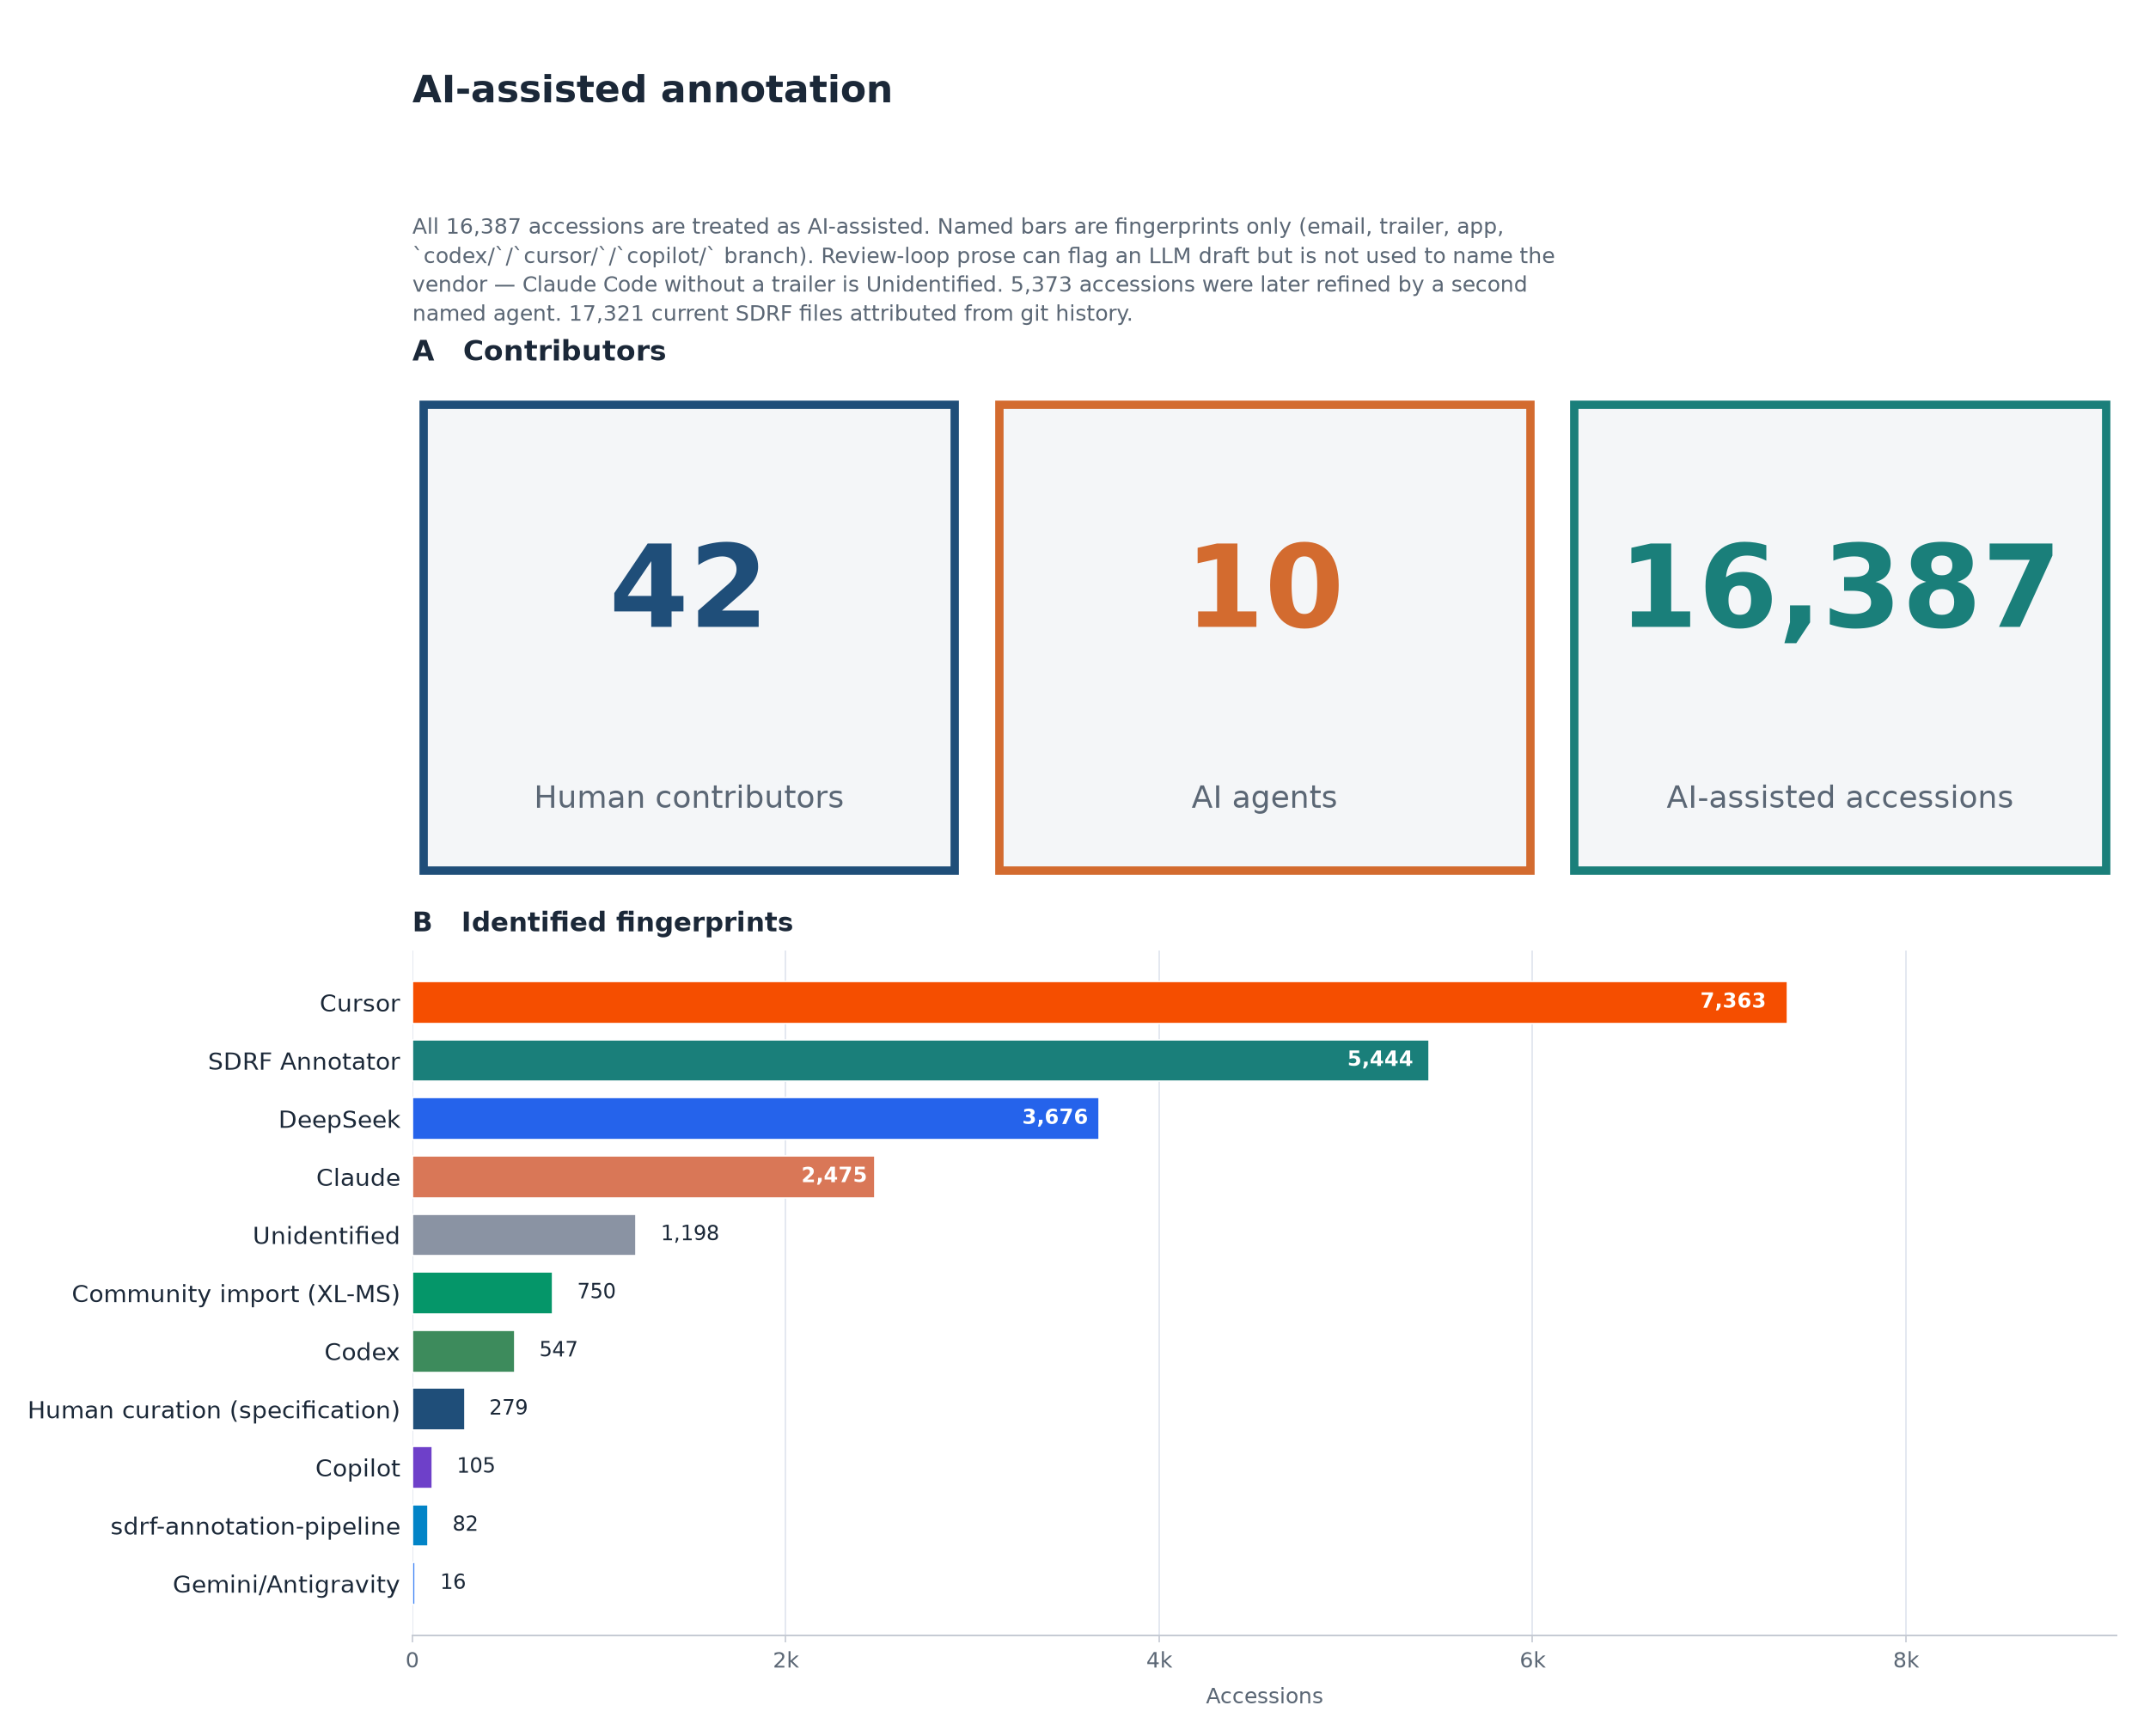 AI-assisted annotation
All 16,387 accessions are treated as AI-assisted. Named bars are fingerprints only (email, trailer, app,
`codex/`/`cursor/`/`copilot/` branch). Review-loop prose can flag an LLM draft but is not used to name the
vendor — Claude Code without a trailer is Unidentified. 5,373 accessions were later refined by a second
named agent. 17,321 current SDRF files attributed from git history.
A Contributors
42
Human contributors
10
AI agents
16,387
AI-assisted accessions
B Identified fingerprints
Cursor 7,363
SDRF Annotator 5,444
DeepSeek 3,676
Claude 2,475
Unidentified 1,198
Community import (XL-MS) 750
Codex 547
Human curation (specification) 279
Copilot 105
sdrf-annotation-pipeline 82
Gemini/Antigravity 16
0 2k 4k 6k 8k
Accessions